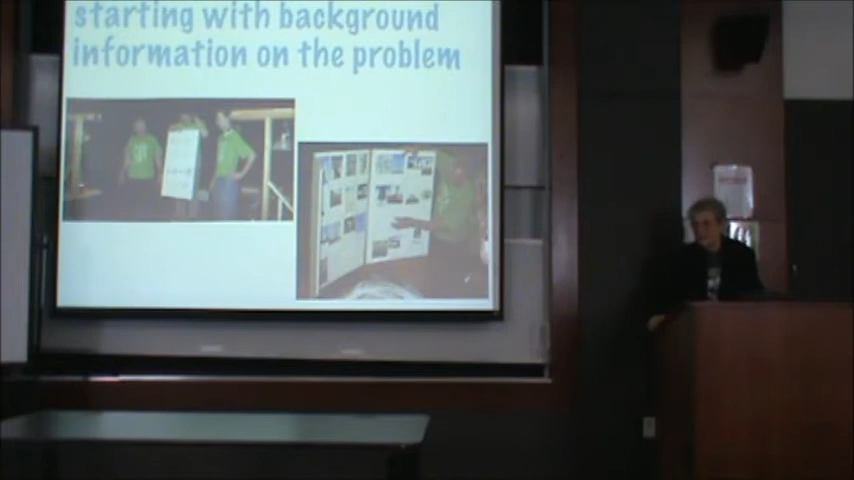 starting with background
information on the problem